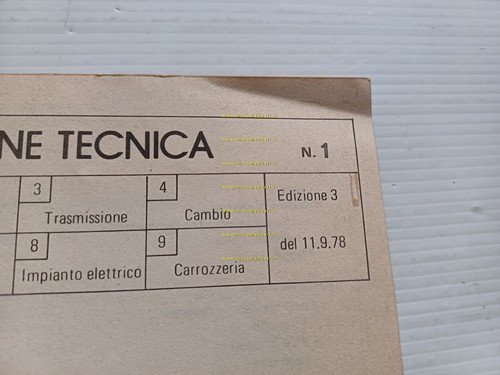 NE TECNICA N. 1
3 4 Edizione 3
Trasmissione Cambio
8 9 del 11.9.78
Impianto elettrico Carrozzeria